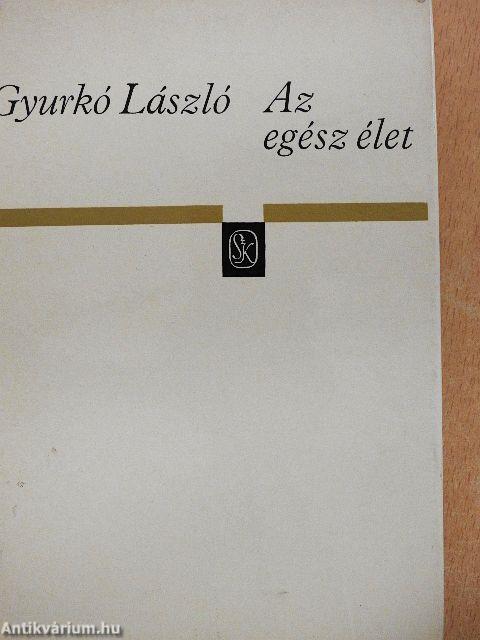 Gyurkó László Az
egész élet
SzK
Antikvárium.hu